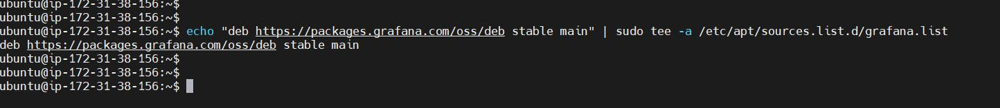 ubuntu@ip-172-31-38-156:~$
ubuntu@ip-172-31-38-156:~$
ubuntu@ip-172-31-38-156:~$ echo "deb https://packages.grafana.com/oss/deb stable main" | sudo tee -a /etc/apt/sources.list.d/grafana.list
deb https://packages.grafana.com/oss/deb stable main
ubuntu@ip-172-31-38-156:~$
ubuntu@ip-172-31-38-156:~$
ubuntu@ip-172-31-38-156:~$